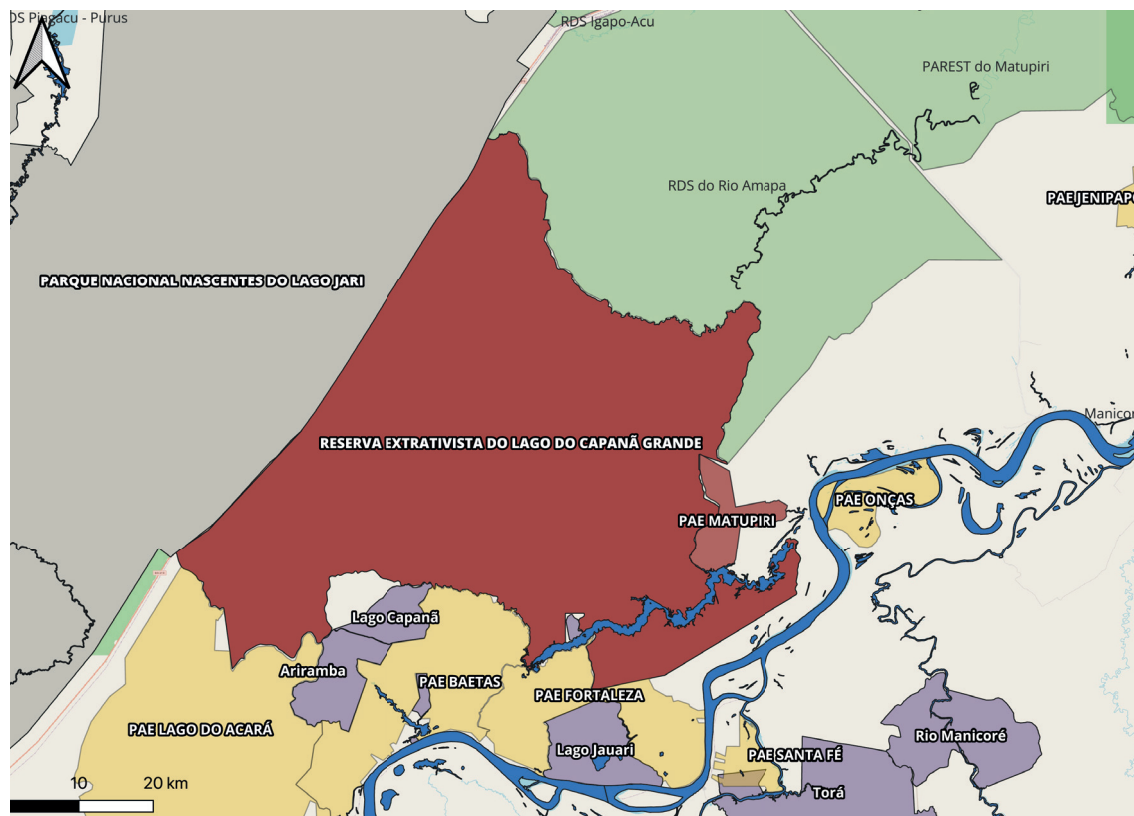 DS Piagacu - Purus
RDS Igapo-Acu
PAREST do Matupiri
RDS do Rio Amapa
PAE JENIPAPO
PARQUE NACIONAL NASCENTES DO LAGO JARI
Manicor
RESERVA EXTRATIVISTA DO LAGO DO CAPANÃ GRANDE
PAE ONÇAS
PAE MATUPIRI
Lago Capanã
Ariramba
PAE BAETAS
PAE FORTALEZA
PAE LAGO DO ACARÁ
Rio Manicoré
Lago Jauari
PAE SANTA FÉ
10 20 km
Torá